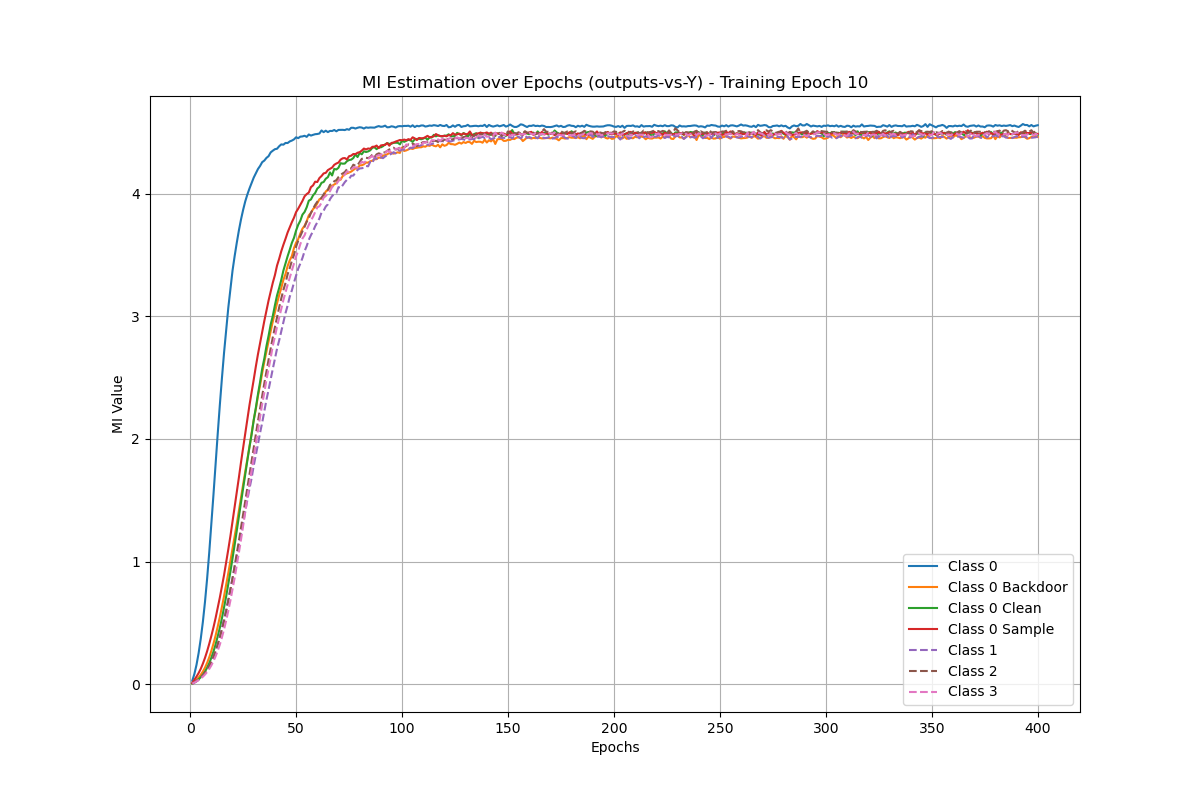 MI Estimation over Epochs (outputs-vs-Y) - Training Epoch 10
MI Value
4
3
2
1
0
0 50 100 150 200 250 300 350 400
Epochs
Class 0
Class 0 Backdoor
Class 0 Clean
Class 0 Sample
Class 1
Class 2
Class 3